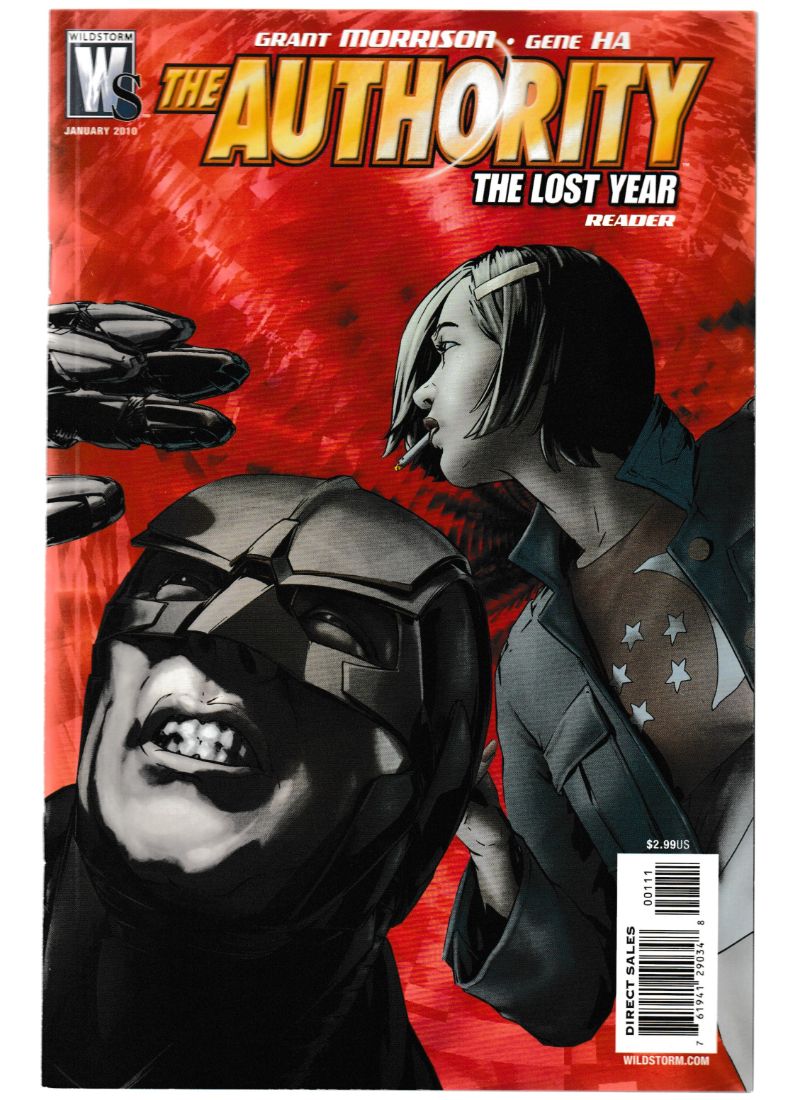 WILDSTORM
WS
JANUARY 2010
GRANT MORRISON • GENE HA
THE AUTHORITY
THE LOST YEAR
READER
$2.99US
00111
DIRECT SALES
7 61941 29034 8
WILDSTORM.COM